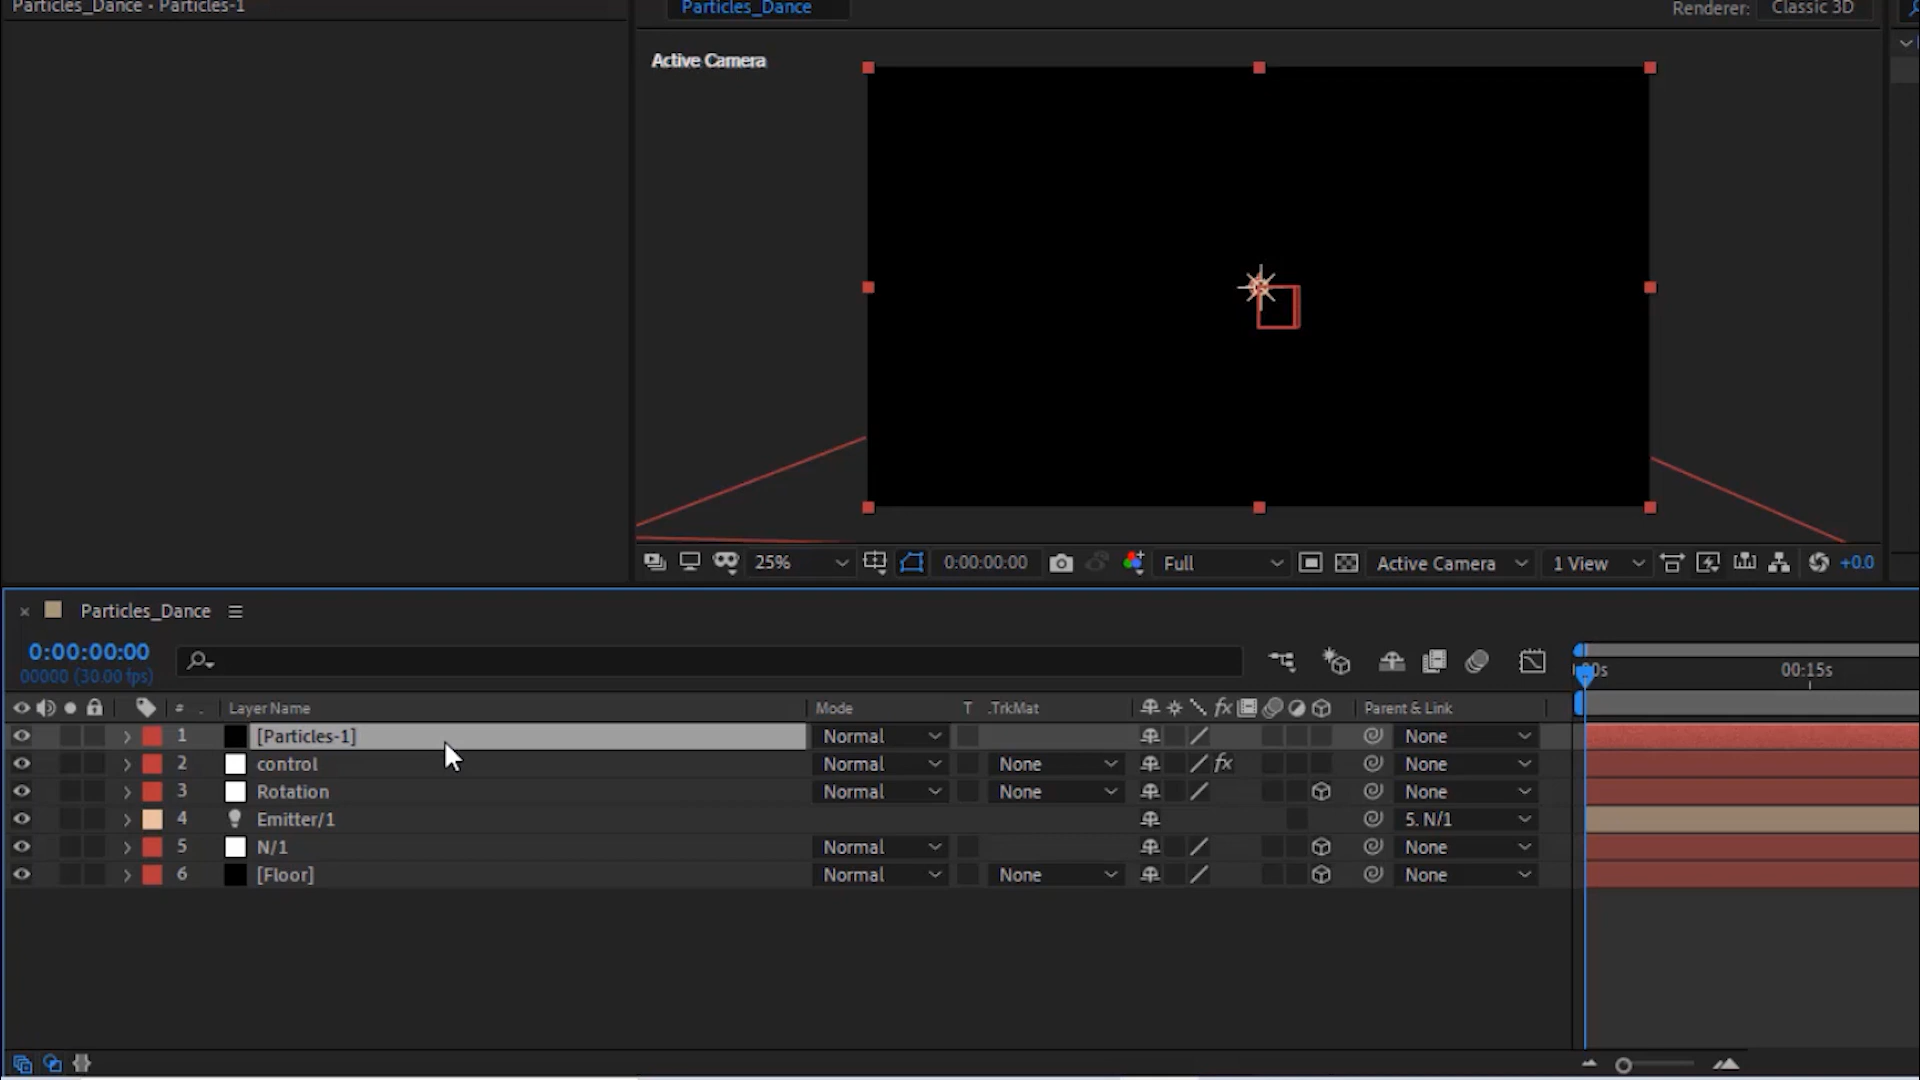 Particles_Dance • Particles-1
Particles_Dance
Renderer: Classic 3D
Active Camera
25%
0:00:00:00
Full
Active Camera
1 View
+0.0
× Particles_Dance
0:00:00:00
00000 (30.00 fps)
00s
00:15s
# Layer Name Mode T .TrkMat fx Parent & Link
1 [Particles-1] Normal None
2 control Normal None fx None
3 Rotation Normal None None
4 Emitter/1 5. N/1
5 N/1 Normal None
6 [Floor] Normal None None